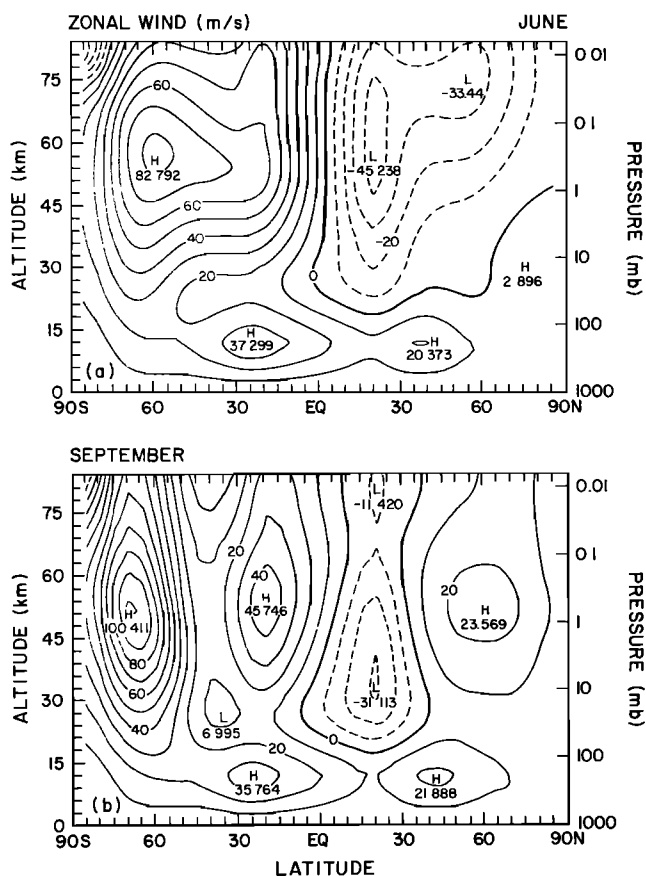 ZONAL WIND (m/s) JUNE
75
60
45
30
15
0
ALTITUDE (km)
0.01
0.1
1
10
100
1000
PRESSURE (mb)
60
H
82 792
60
40
20
H
37 299
0
L
-33.44
L
-45 238
-20
H
2 896
H
20 373
(a)
90S 60 30 EQ 30 60 90N
SEPTEMBER
75
60
45
30
15
0
ALTITUDE (km)
0.01
0.1
1
10
100
1000
PRESSURE (mb)
H
100 411
80
60
40
20
40
H
45 746
L
6 995
20
H
35 764
L
-11 420
L
-31 113
0
20
H
23.569
H
21 888
(b)
90S 60 30 EQ 30 60 90N
LATITUDE